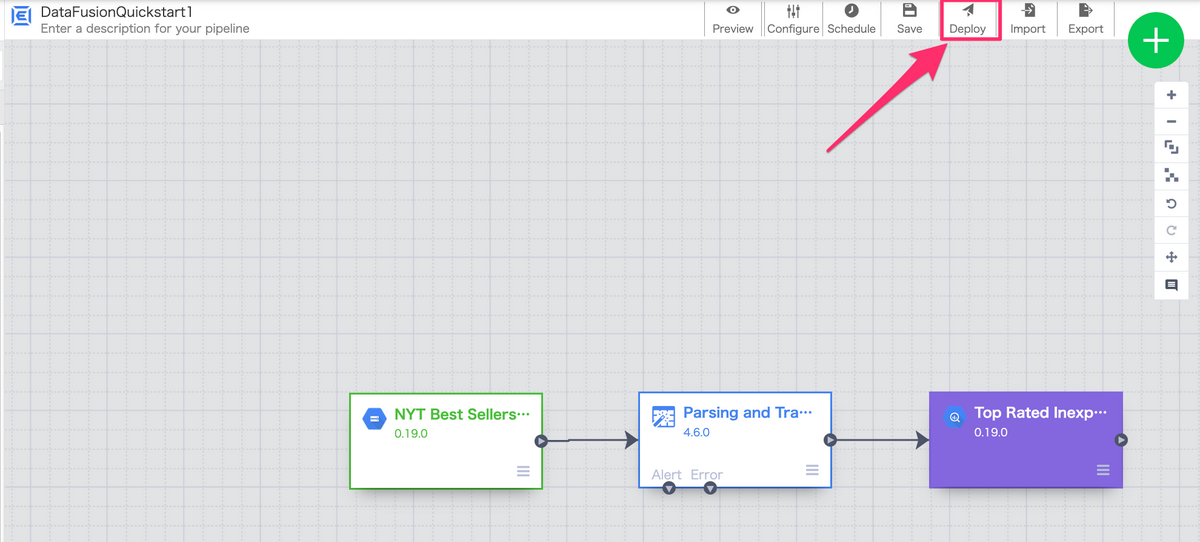 DataFusionQuickstart1
Enter a description for your pipeline
Preview
Configure
Schedule
Save
Deploy
Import
Export
NYT Best Sellers···
0.19.0
Parsing and Tra···
4.6.0
Alert Error
Top Rated Inexp···
0.19.0